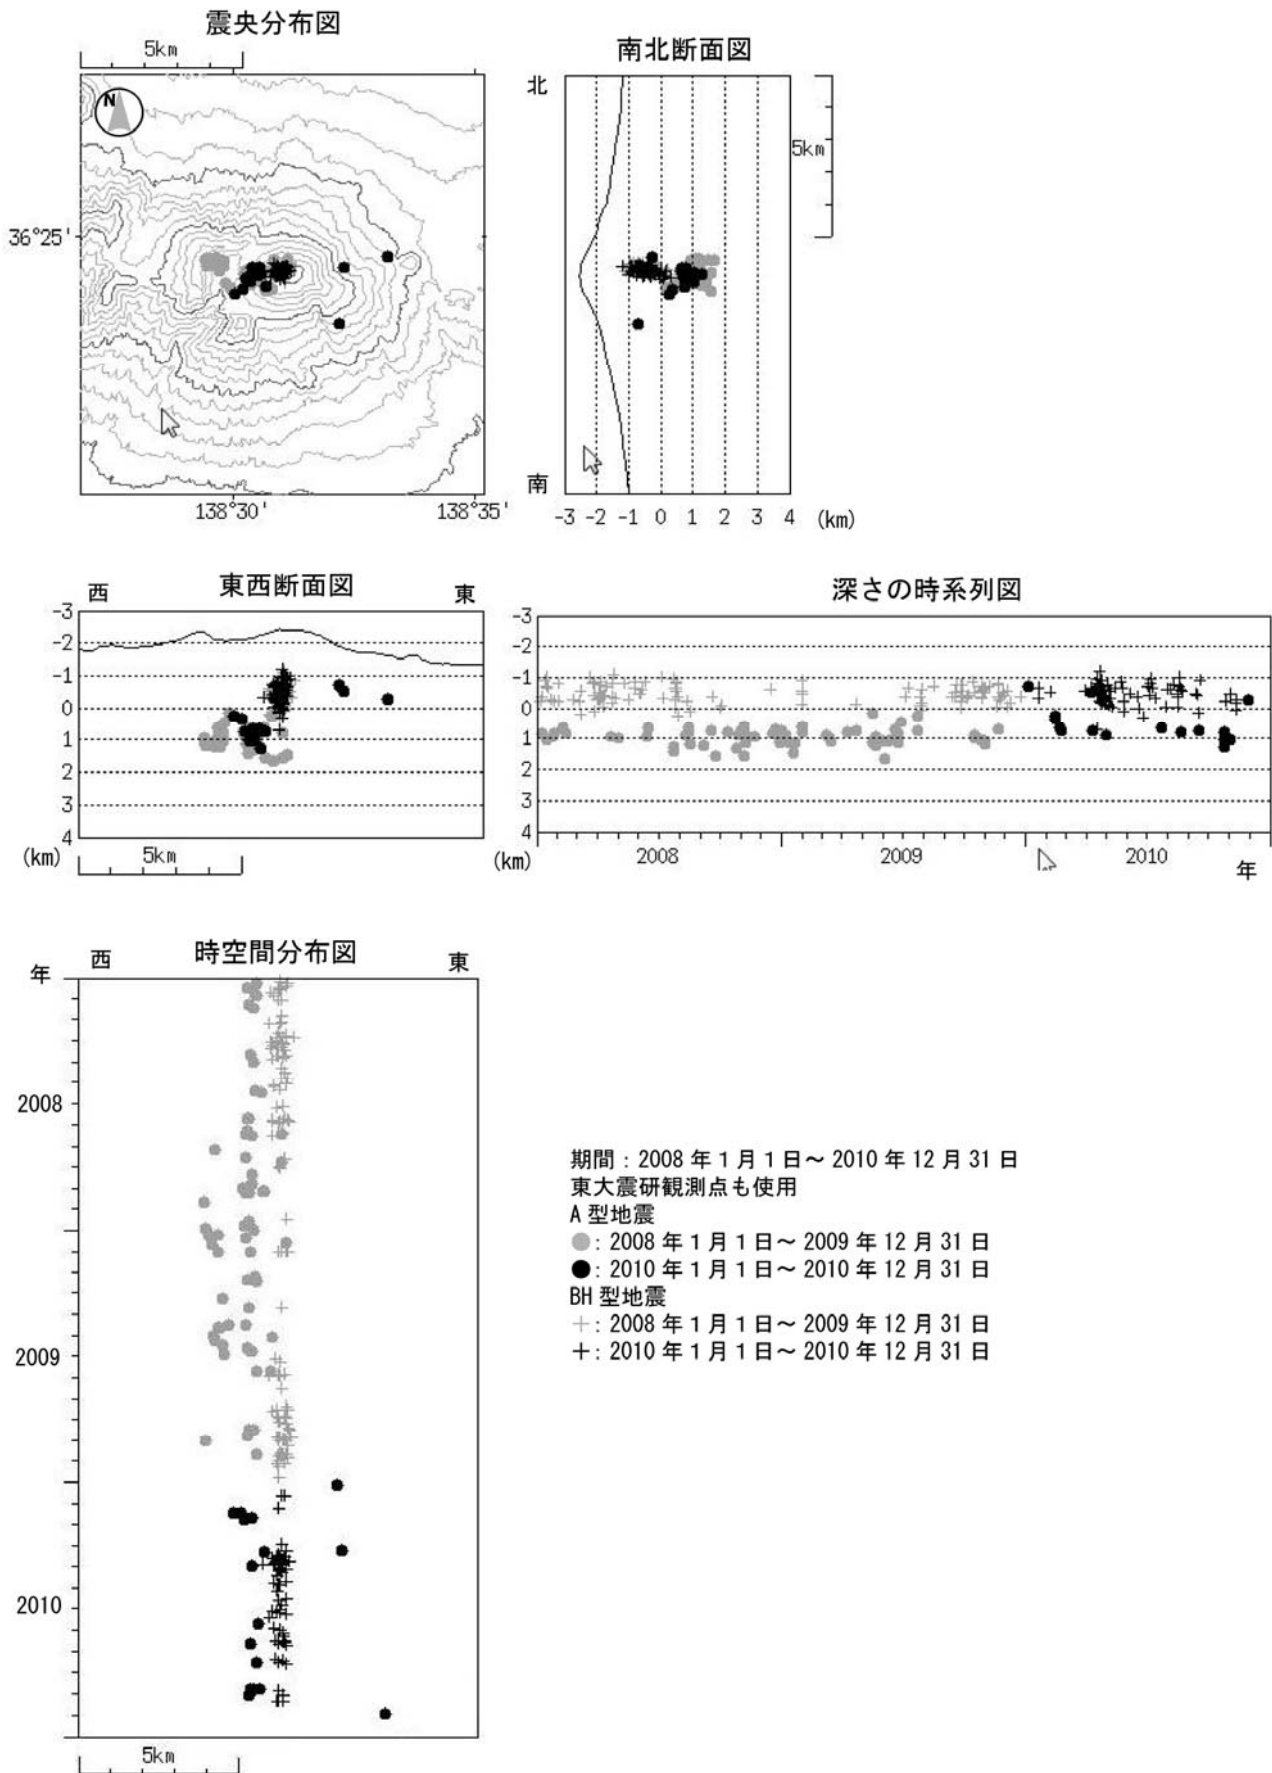 震央分布図
5km
N
36°25'
138°30'
138°35'
南北断面図
北
南
5km
-3 -2 -1 0 1 2 3 4 (km)
東西断面図
西
東
-3
-2
-1
0
1
2
3
4
(km)
5km
深さの時系列図
-3
-2
-1
0
1
2
3
4
(km)
2008
2009
2010
年
時空間分布図
年
西
東
2008
2009
2010
5km
期間：2008 年 1 月 1 日～ 2010 年 12 月 31 日
東大震研観測点も使用
A 型地震
●：2008 年 1 月 1 日～ 2009 年 12 月 31 日
●：2010 年 1 月 1 日～ 2010 年 12 月 31 日
BH 型地震
＋：2008 年 1 月 1 日～ 2009 年 12 月 31 日
＋：2010 年 1 月 1 日～ 2010 年 12 月 31 日